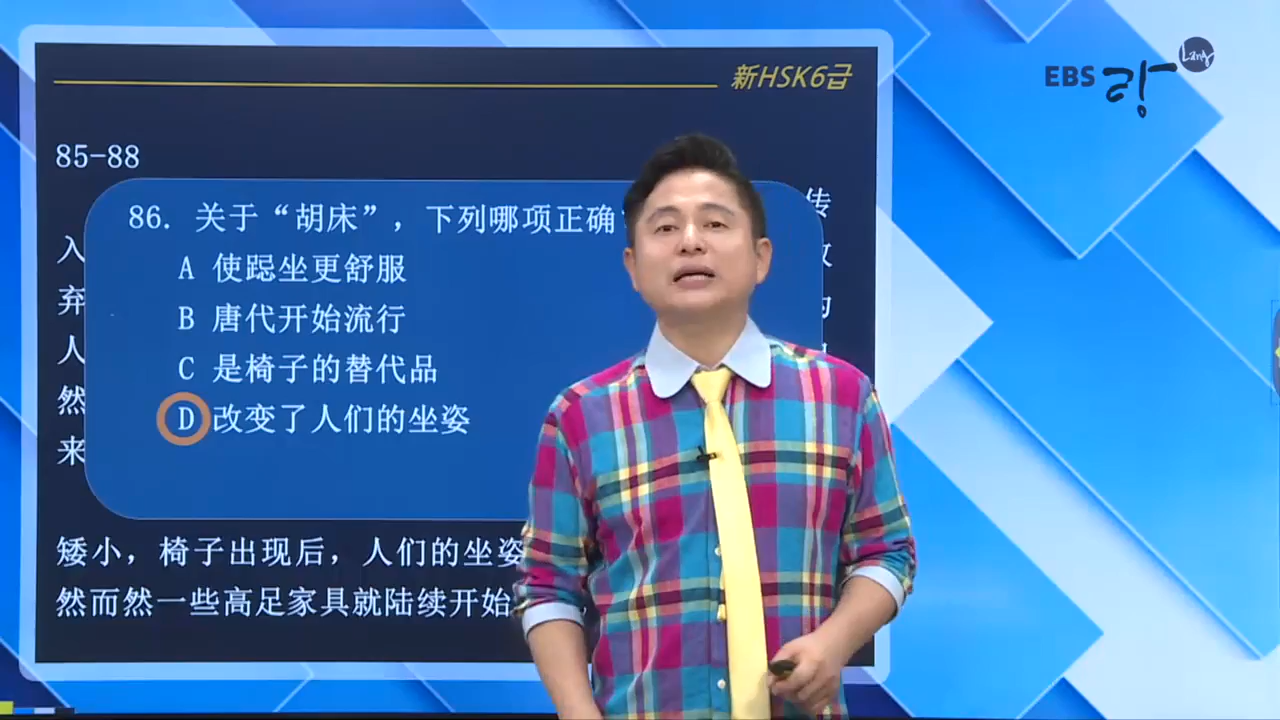 新HSK6급
EBS 랑 Lang
85-88
传
入
弃
人
然
来
86. 关于“胡床”，下列哪项正确
A 使跽坐更舒服
B 唐代开始流行
C 是椅子的替代品
D 改变了人们的坐姿
矮小，椅子出现后，人们的坐姿
然而然一些高足家具就陆续开始